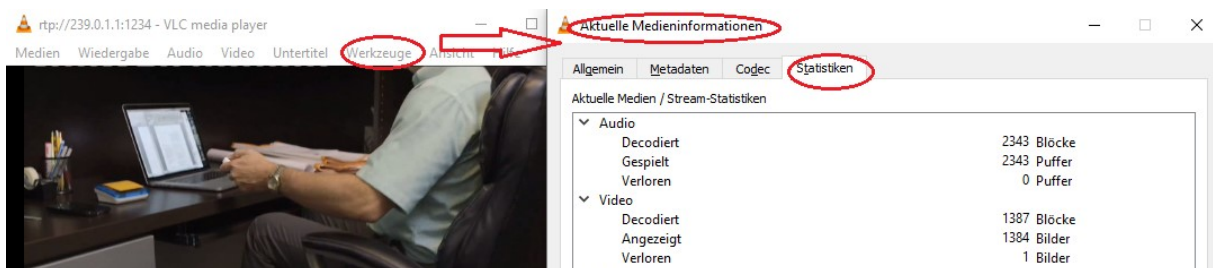 rtp://239.0.1.1:1234 - VLC media player
Medien Wiedergabe Audio Video Untertitel Werkzeuge Ansicht Hilfe
Aktuelle Medieninformationen
Allgemein Metadaten Codec Statistiken
Aktuelle Medien / Stream-Statistiken
Audio
Decodiert 2343 Blöcke
Gespielt 2343 Puffer
Verloren 0 Puffer
Video
Decodiert 1387 Blöcke
Angezeigt 1384 Bilder
Verloren 1 Bilder